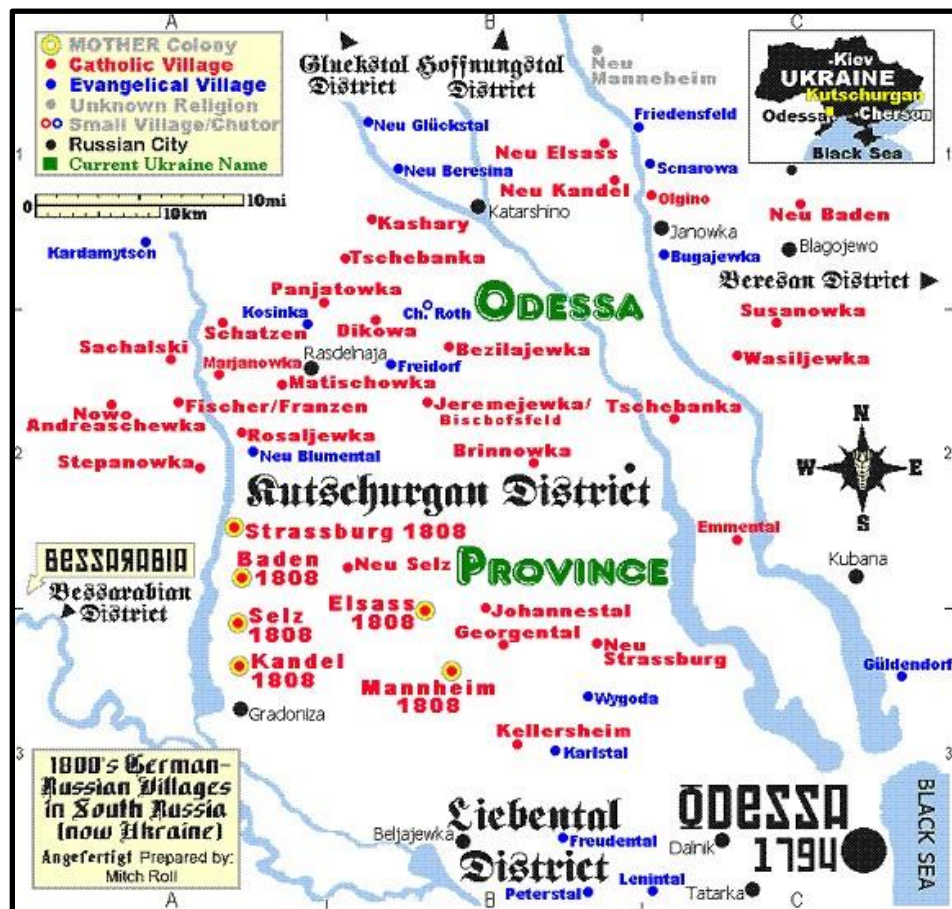 A
B
C
MOTHER Colony
Catholic Village
Evangelical Village
Unknown Religion
Small Village/Chutor
Russian City
Current Ukraine Name
0
10mi
10km
Gluckstal
District
Hoffnungstal
District
Neu
Manneheim
Kiev
UKRAINE
Kutschurgan
Odessa
Cherson
Black Sea
1
1
Neu Glückstal
Friedensfeld
Neu Elsass
Neu Beresina
Scnarowa
Neu Kandel
Olgino
Katarshino
Neu Baden
Kashary
Janowka
Blagojewo
Kardamytson
Bugajewka
Tschebanka
Beresan District
Panjatowka
Ch. Roth
ODESSA
Susanowka
Kosinka
Dikowa
Schatzen
Bezilajewka
Sachalski
Marjanowka
Rasdelnaja
Freidorf
Wasiljewka
Matischowka
Nowo
Andreaschewka
Fischer/Franzen
Jeremejewka/
Bischofsfeld
Tschebanka
N
Rosaljewka
Neu Blumental
Brinnowka
2
2
Stepanowka
W
E
Kutschurgan District
S
Strassburg 1808
Emmental
BESSARABIA
Bessarabian
District
Baden
1808
Neu Selz
PROVINCE
Kubana
Selz
1808
Elsass
1808
Johannestal
Georgental
Neu
Strassburg
Kandel
1808
Mannheim
1808
Güldendorf
Wygoda
Gradoniza
Kellersheim
Karlstal
3
3
1800's German-
Russian Villages
in South Russia
(now Ukraine)
Angefertigt Prepared by:
Mitch Roll
Liebental
District
ODESSA
1794
BLACK SEA
Beljajewka
Freudental
Dalnik
Peterstal
Lenintal
Tatarka
A
B
C